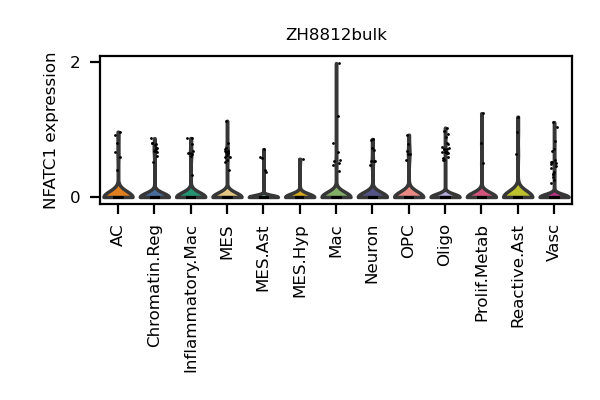 ZH8812bulk
NFATC1 expression
2
0
AC
Chromatin.Reg
Inflammatory.Mac
MES
MES.Ast
MES.Hyp
Mac
Neuron
OPC
Oligo
Prolif.Metab
Reactive.Ast
Vasc